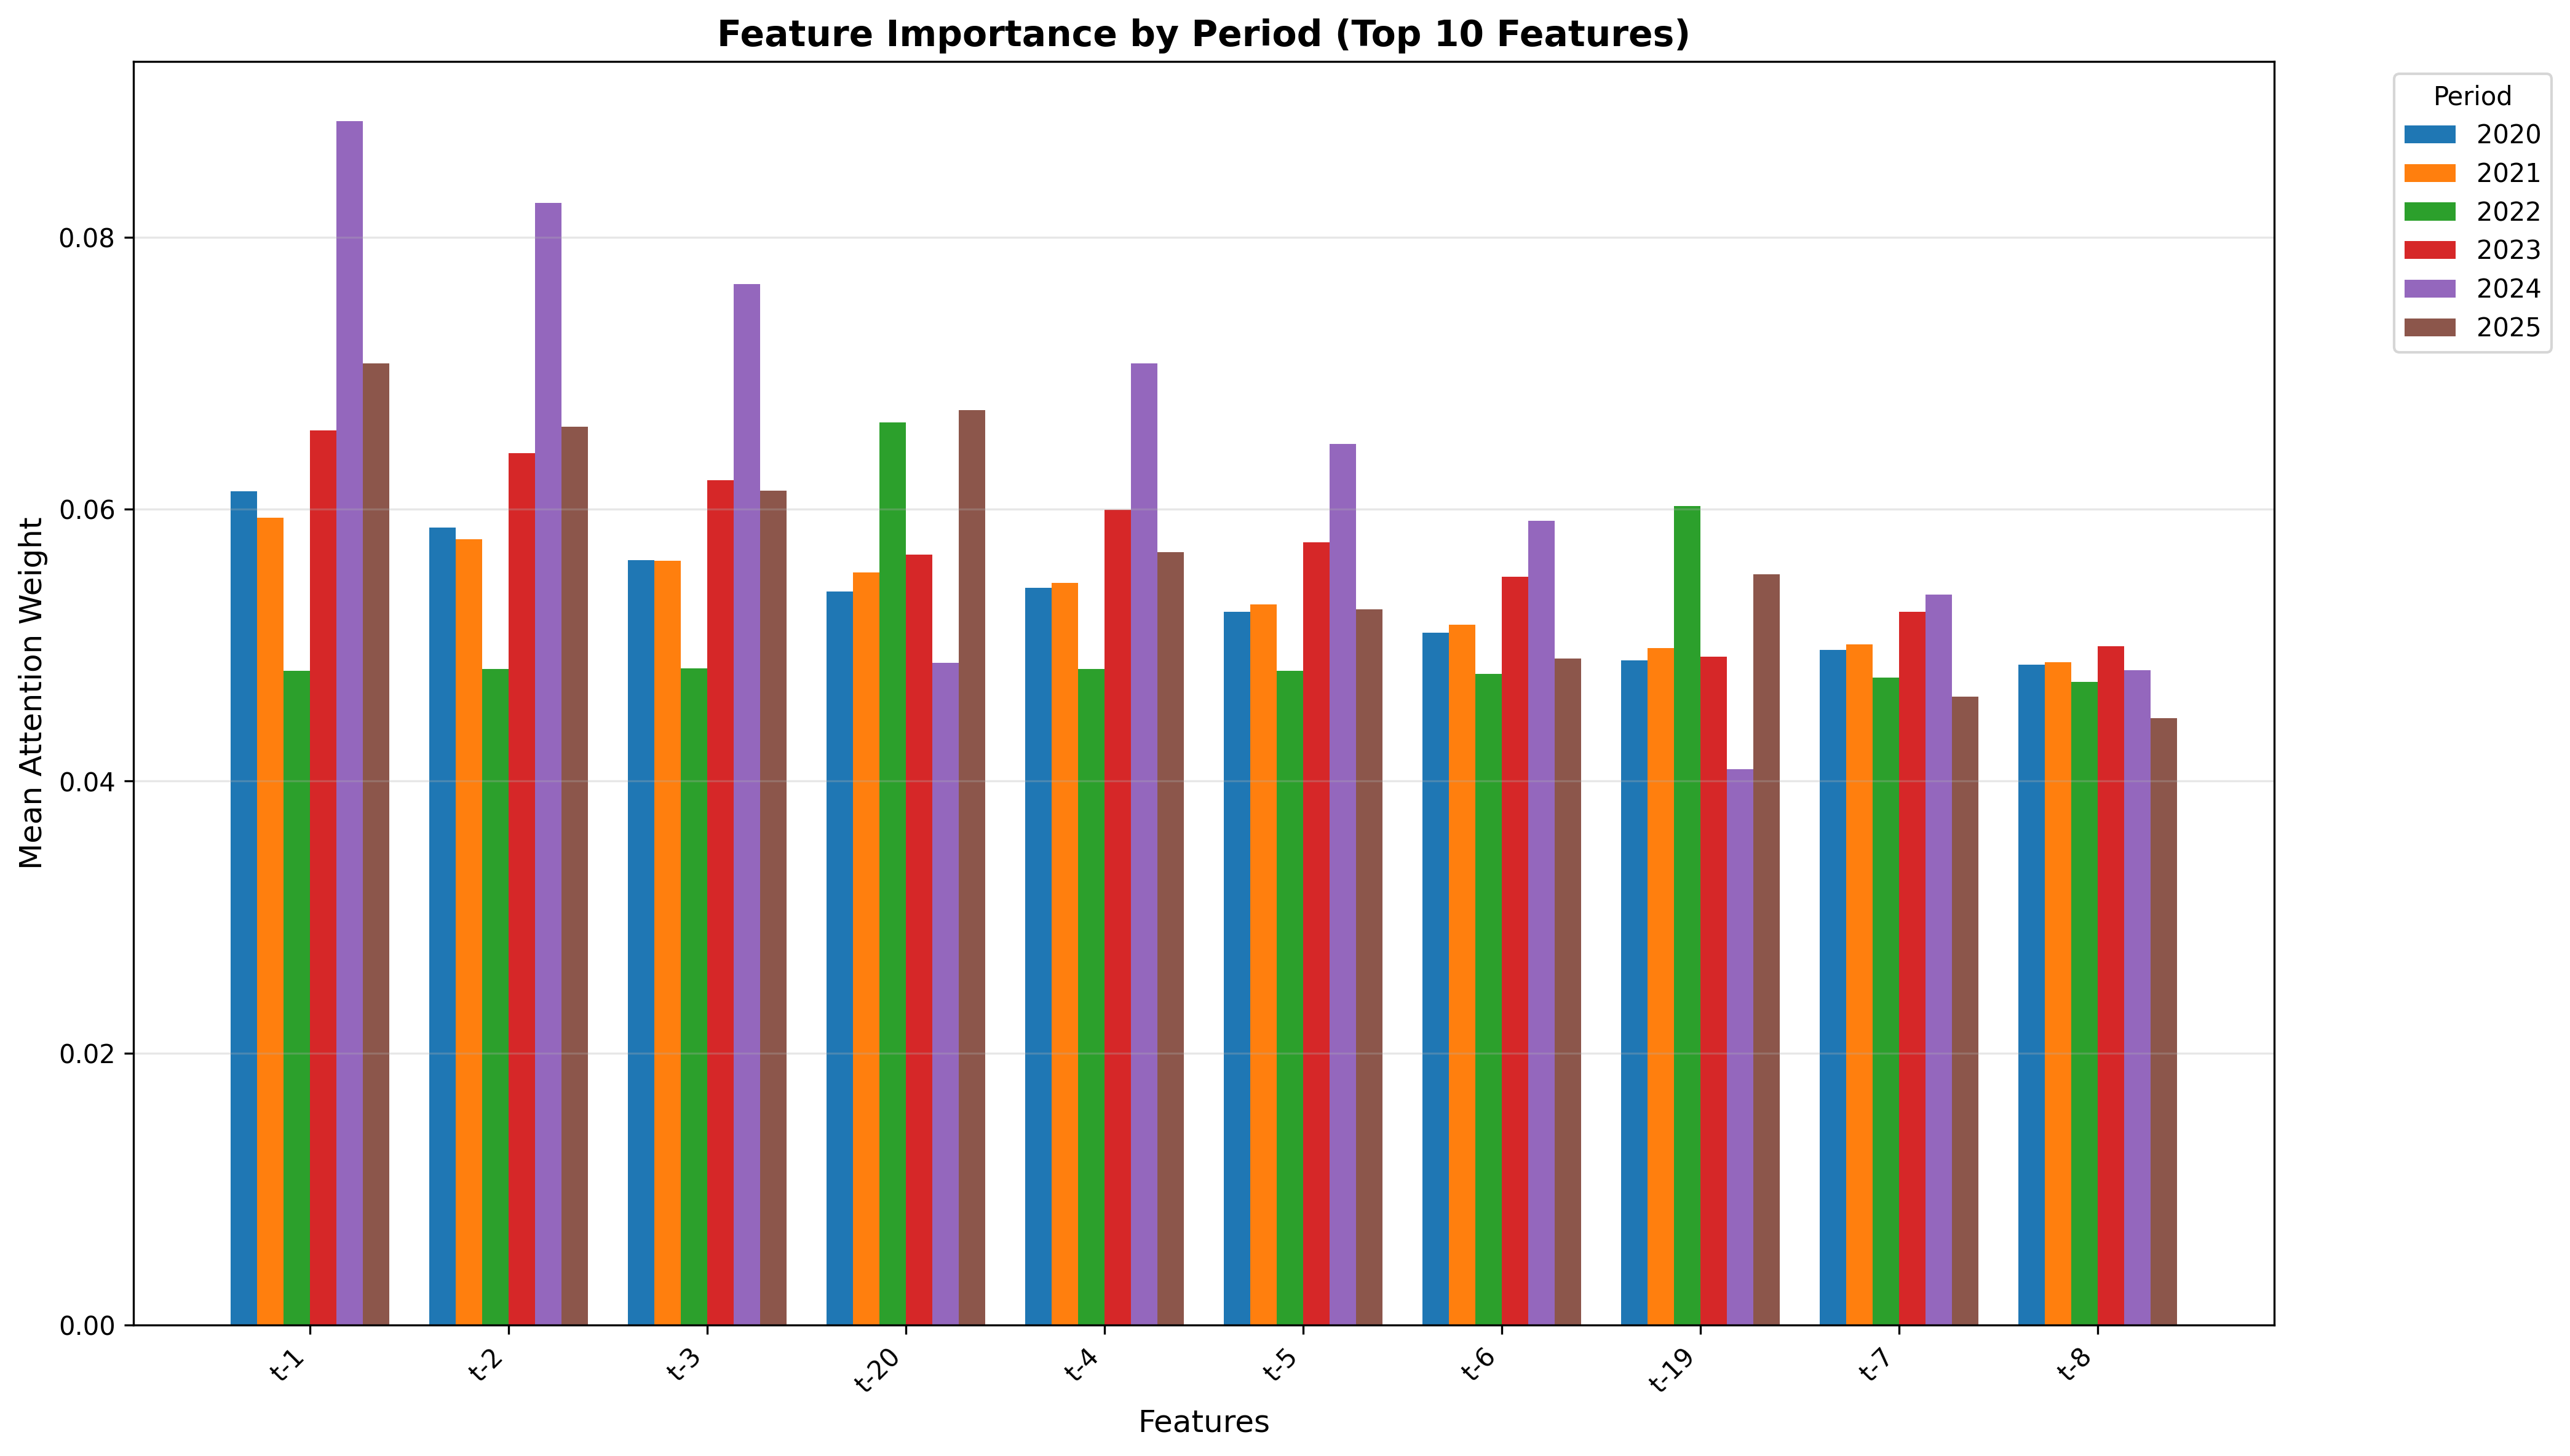 Feature Importance by Period (Top 10 Features)
Period
2020
2021
2022
2023
2024
2025
Mean Attention Weight
0.08
0.06
0.04
0.02
0.00
t-1
t-2
t-3
t-20
t-4
t-5
t-6
t-19
t-7
t-8
Features